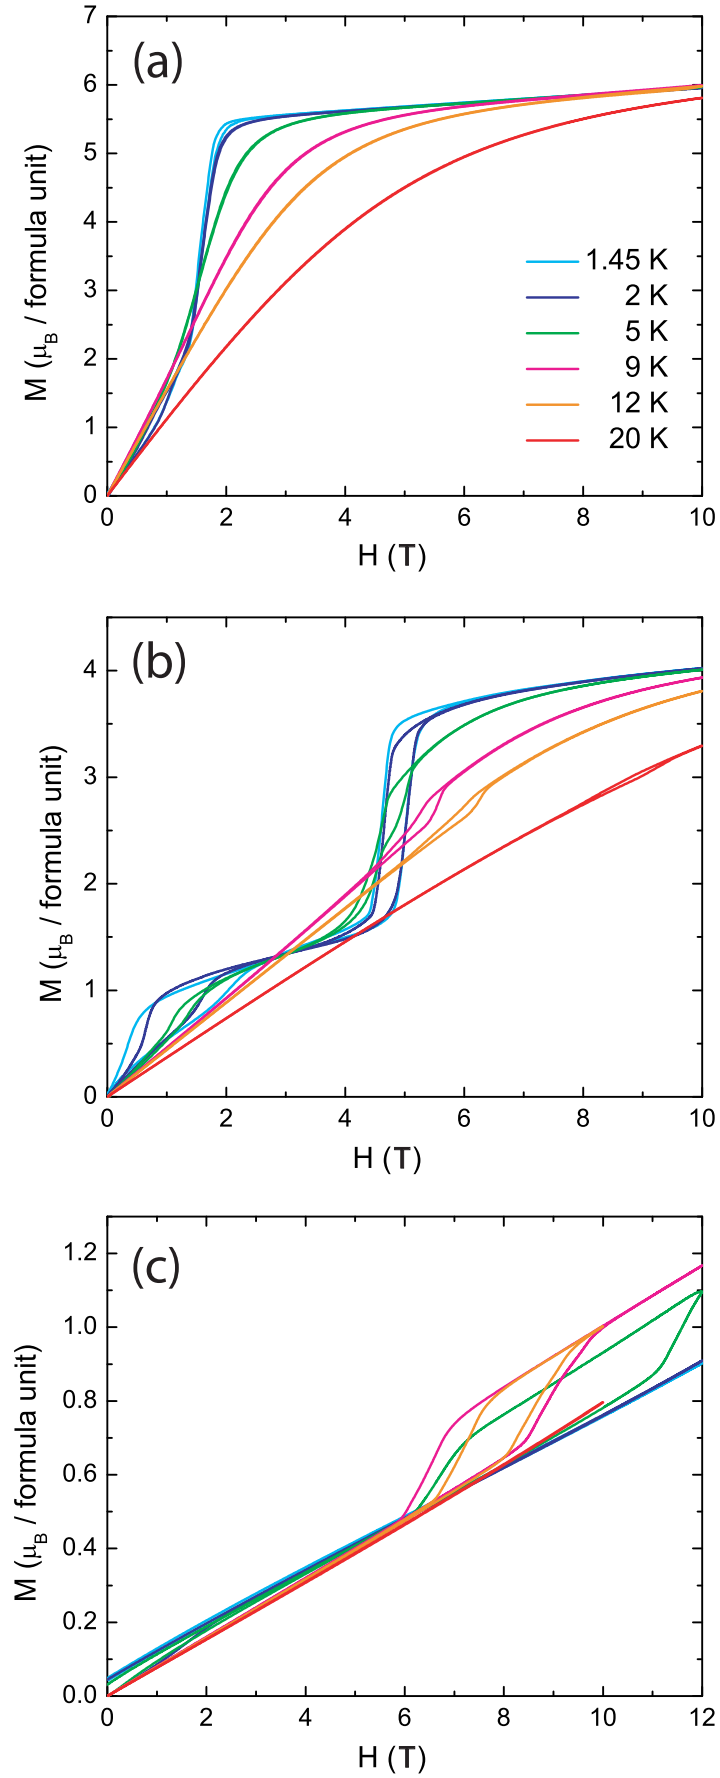 (a)
7
6
5
4
3
2
1
0
M (μB / formula unit)
1.45 K
2 K
5 K
9 K
12 K
20 K
0 2 4 6 8 10
H (T)
(b)
4
3
2
1
0
M (μB / formula unit)
0 2 4 6 8 10
H (T)
(c)
1.2
1.0
0.8
0.6
0.4
0.2
0.0
M (μB / formula unit)
0 2 4 6 8 10 12
H (T)